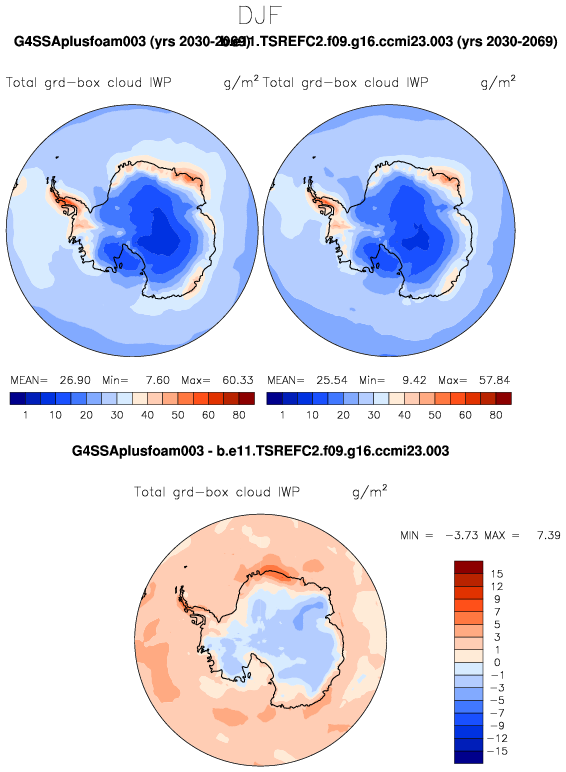 DJF
G4SSAplusfoam003 (yrs 2030-2069)
b.e11.TSREFC2.f09.g16.ccmi23.003 (yrs 2030-2069)
Total grd-box cloud IWP g/m²
Total grd-box cloud IWP g/m²
MEAN= 26.90 Min= 7.60 Max= 60.33
MEAN= 25.54 Min= 9.42 Max= 57.84
1 10 20 30 40 50 60 80
1 10 20 30 40 50 60 80
G4SSAplusfoam003 - b.e11.TSREFC2.f09.g16.ccmi23.003
Total grd-box cloud IWP g/m²
MIN = -3.73 MAX = 7.39
15
12
9
7
5
3
1
0
-1
-3
-5
-7
-9
-12
-15